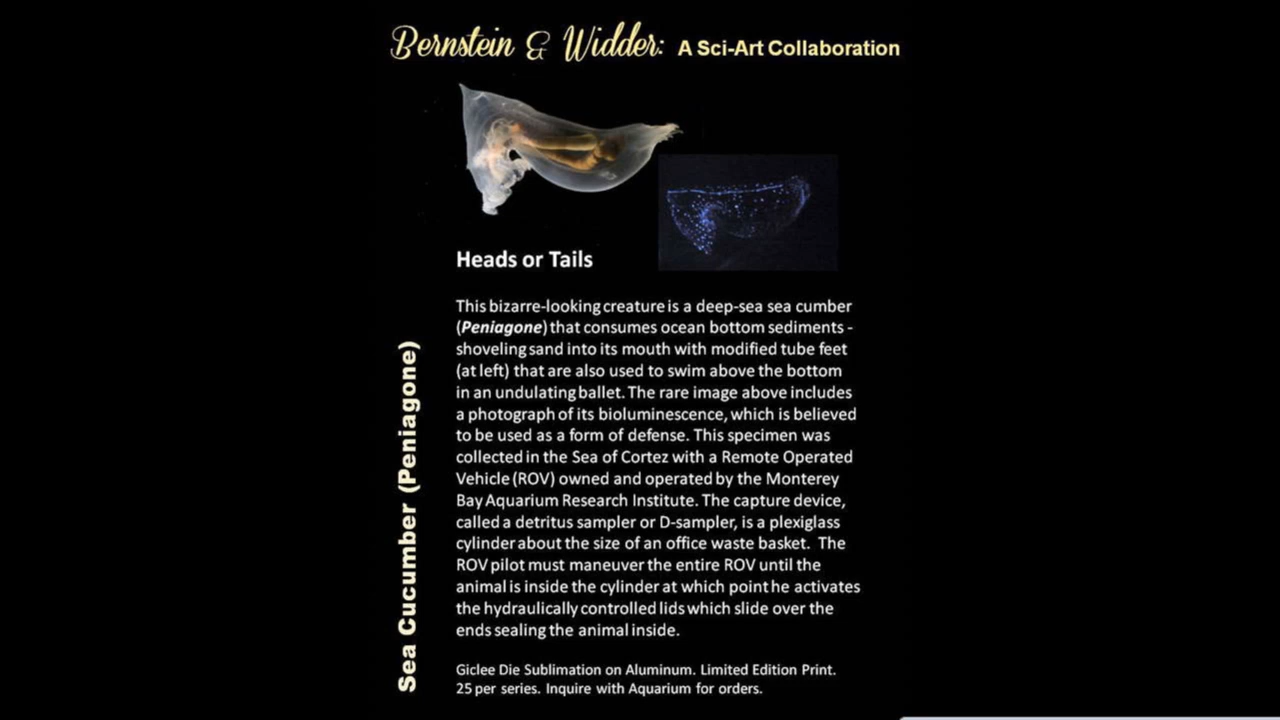 Bernstein & Widder: A Sci-Art Collaboration
Heads or Tails
This bizarre-looking creature is a deep-sea sea cumber
(Peniagone) that consumes ocean bottom sediments -
shoveling sand into its mouth with modified tube feet
(at left) that are also used to swim above the bottom
in an undulating ballet. The rare image above includes
a photograph of its bioluminescence, which is believed
to be used as a form of defense. This specimen was
collected in the Sea of Cortez with a Remote Operated
Vehicle (ROV) owned and operated by the Monterey
Bay Aquarium Research Institute. The capture device,
called a detritus sampler or D-sampler, is a plexiglass
cylinder about the size of an office waste basket. The
ROV pilot must maneuver the entire ROV until the
animal is inside the cylinder at which point he activates
the hydraulically controlled lids which slide over the
ends sealing the animal inside.
Giclee Die Sublimation on Aluminum. Limited Edition Print.
25 per series. Inquire with Aquarium for orders.
Sea Cucumber (Peniagone)